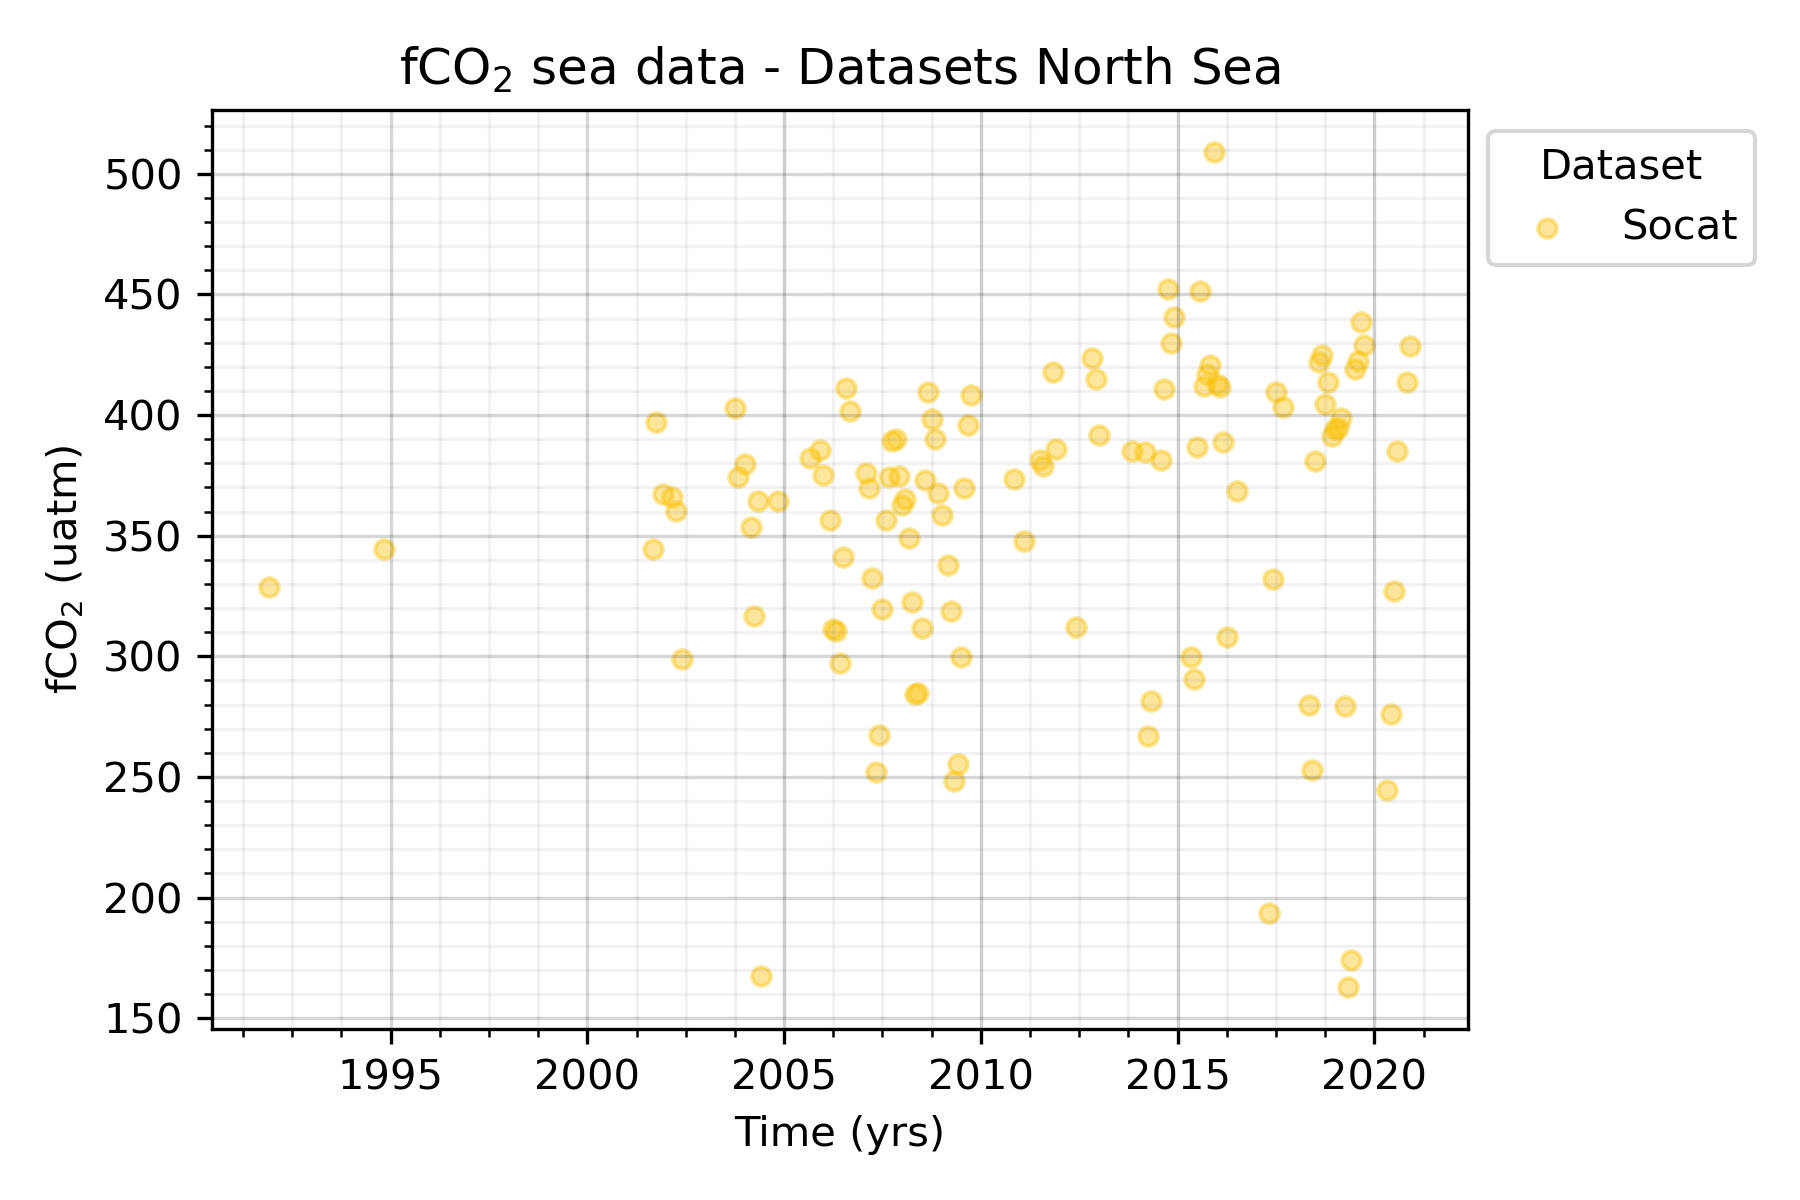 fCO₂ sea data - Datasets North Sea
Dataset
Socat
500
450
400
350
300
250
200
150
fCO₂ (uatm)
1995 2000 2005 2010 2015 2020
Time (yrs)